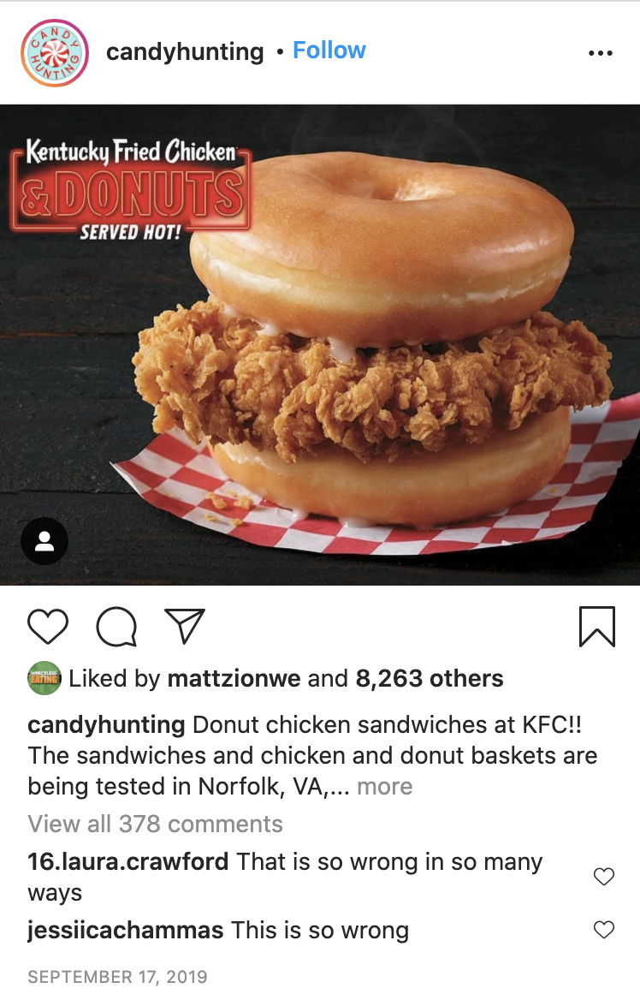 CANDY HUNTING
candyhunting • Follow
Kentucky Fried Chicken
& DONUTS
SERVED HOT!
EATING
Liked by mattzionwe and 8,263 others
candyhunting Donut chicken sandwiches at KFC!!
The sandwiches and chicken and donut baskets are
being tested in Norfolk, VA,... more
View all 378 comments
16.laura.crawford That is so wrong in so many
ways
jessiicachammas This is so wrong
SEPTEMBER 17, 2019